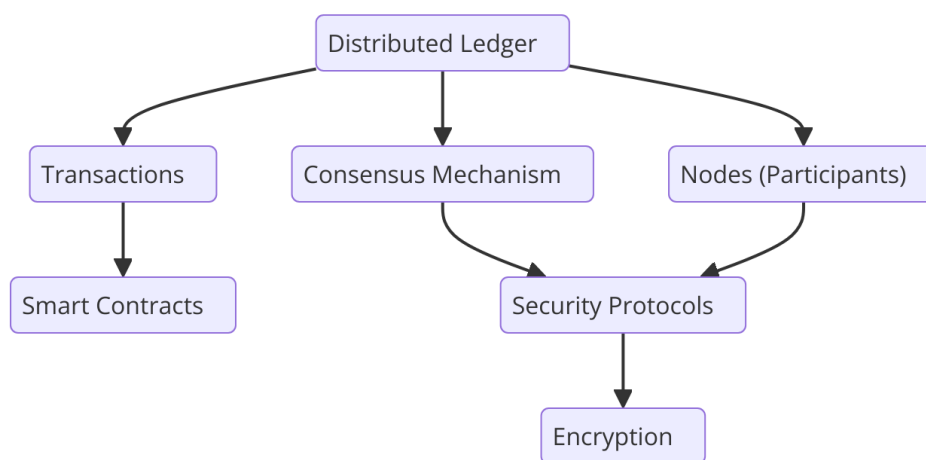 Distributed Ledger
Transactions
Consensus Mechanism
Nodes (Participants)
Smart Contracts
Security Protocols
Encryption